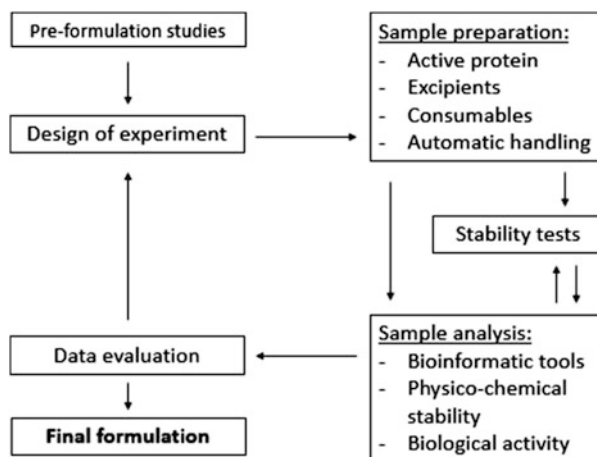 Pre-formulation studies
Design of experiment
Sample preparation:
- Active protein
- Excipients
- Consumables
- Automatic handling
Stability tests
Sample analysis:
- Bioinformatic tools
- Physico-chemical
stability
- Biological activity
Data evaluation
Final formulation